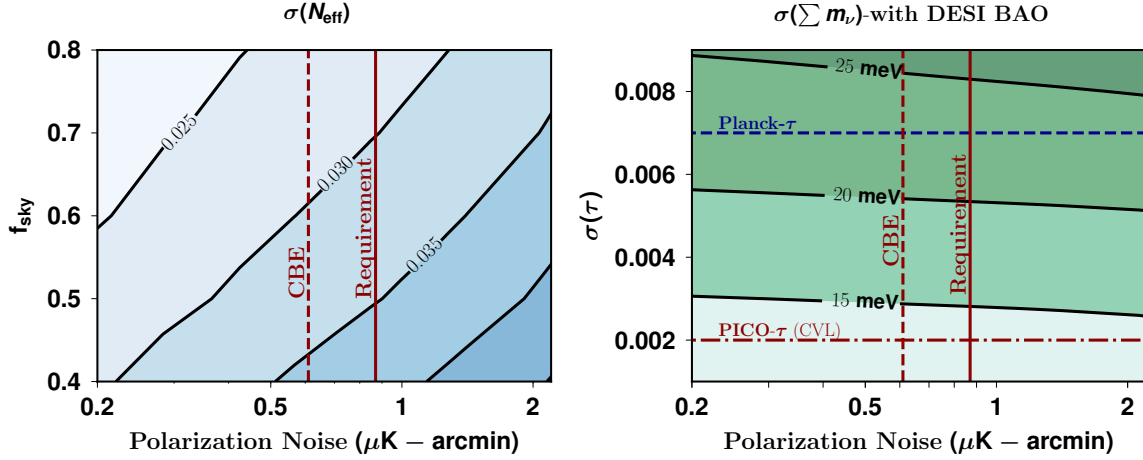 σ(N_eff)
0.8
0.7
0.6
0.5
0.4
f_sky
0.025
0.030
0.035
CBE
Requirement
0.2
0.5
1
2
Polarization Noise (μK − arcmin)
σ(∑ m_ν)-with DESI BAO
0.008
0.006
0.004
0.002
σ(τ)
25 meV
Planck-τ
20 meV
CBE
Requirement
15 meV
PICO-τ (CVL)
0.2
0.5
1
2
Polarization Noise (μK − arcmin)